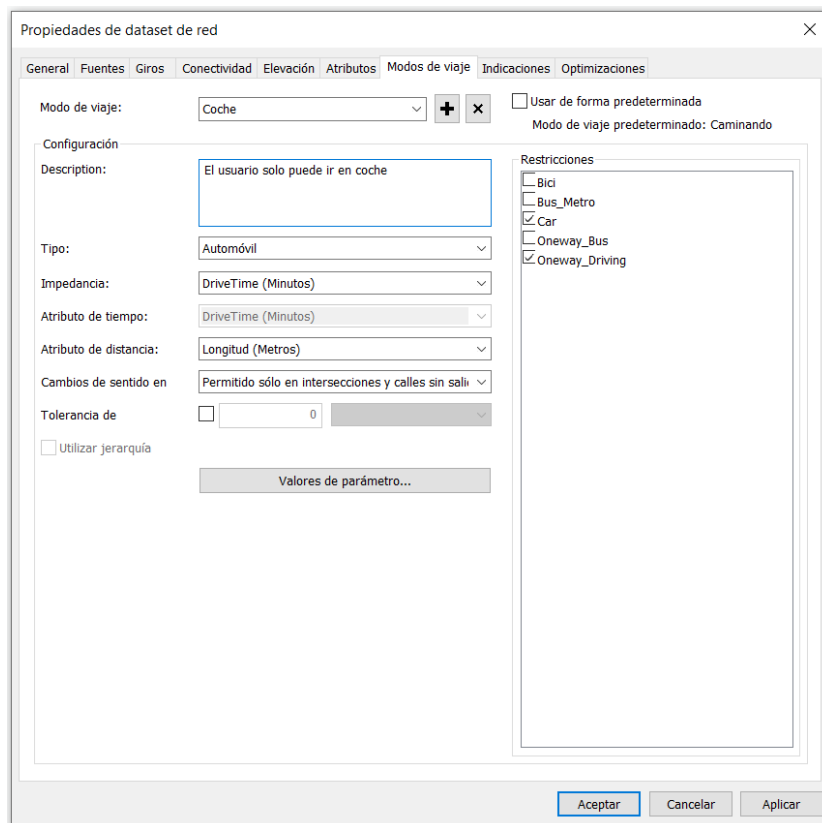 Propiedades de dataset de red
General Fuentes Giros Conectividad Elevación Atributos Modos de viaje Indicaciones Optimizaciones
Modo de viaje: Coche
Usar de forma predeterminada
Modo de viaje predeterminado: Caminando
Configuración
Description: El usuario solo puede ir en coche
Tipo: Automóvil
Impedancia: DriveTime (Minutos)
Atributo de tiempo: DriveTime (Minutos)
Atributo de distancia: Longitud (Metros)
Cambios de sentido en Permitido sólo en intersecciones y calles sin sali
Tolerancia de 0
Utilizar jerarquía
Valores de parámetro...
Restricciones
Bici
Bus_Metro
Car
Oneway_Bus
Oneway_Driving
Aceptar Cancelar Aplicar